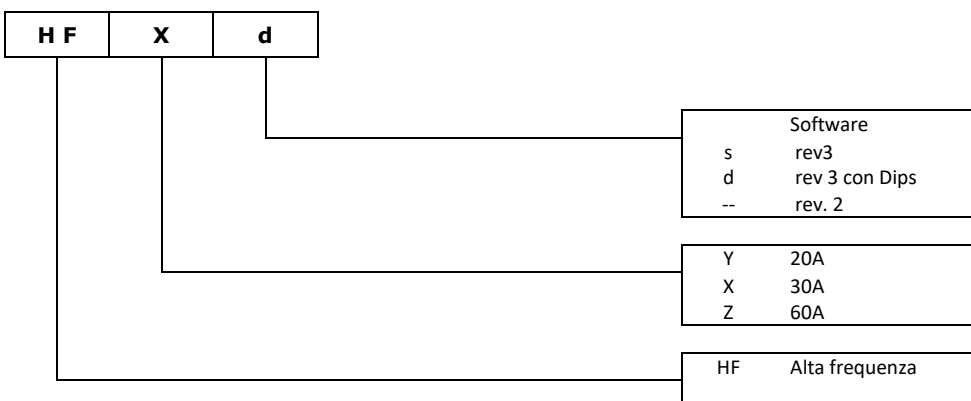 H F X d
Software
s rev3
d rev 3 con Dips
-- rev. 2
Y 20A
X 30A
Z 60A
HF Alta frequenza